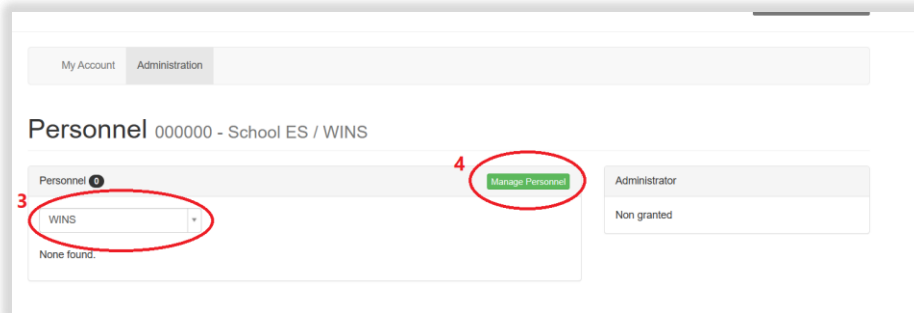 My Account Administration
Personnel 000000 - School ES / WINS
Personnel 0
4
Manage Personnel
Administrator
3
WINS
Non granted
None found.